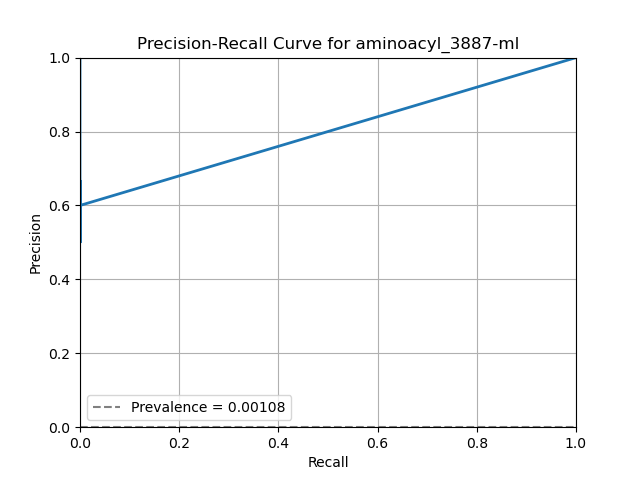 Precision-Recall Curve for aminoacyl_3887-ml
1.0
0.8
0.6
0.4
0.2
0.0
Precision
Prevalence = 0.00108
0.0 0.2 0.4 0.6 0.8 1.0
Recall